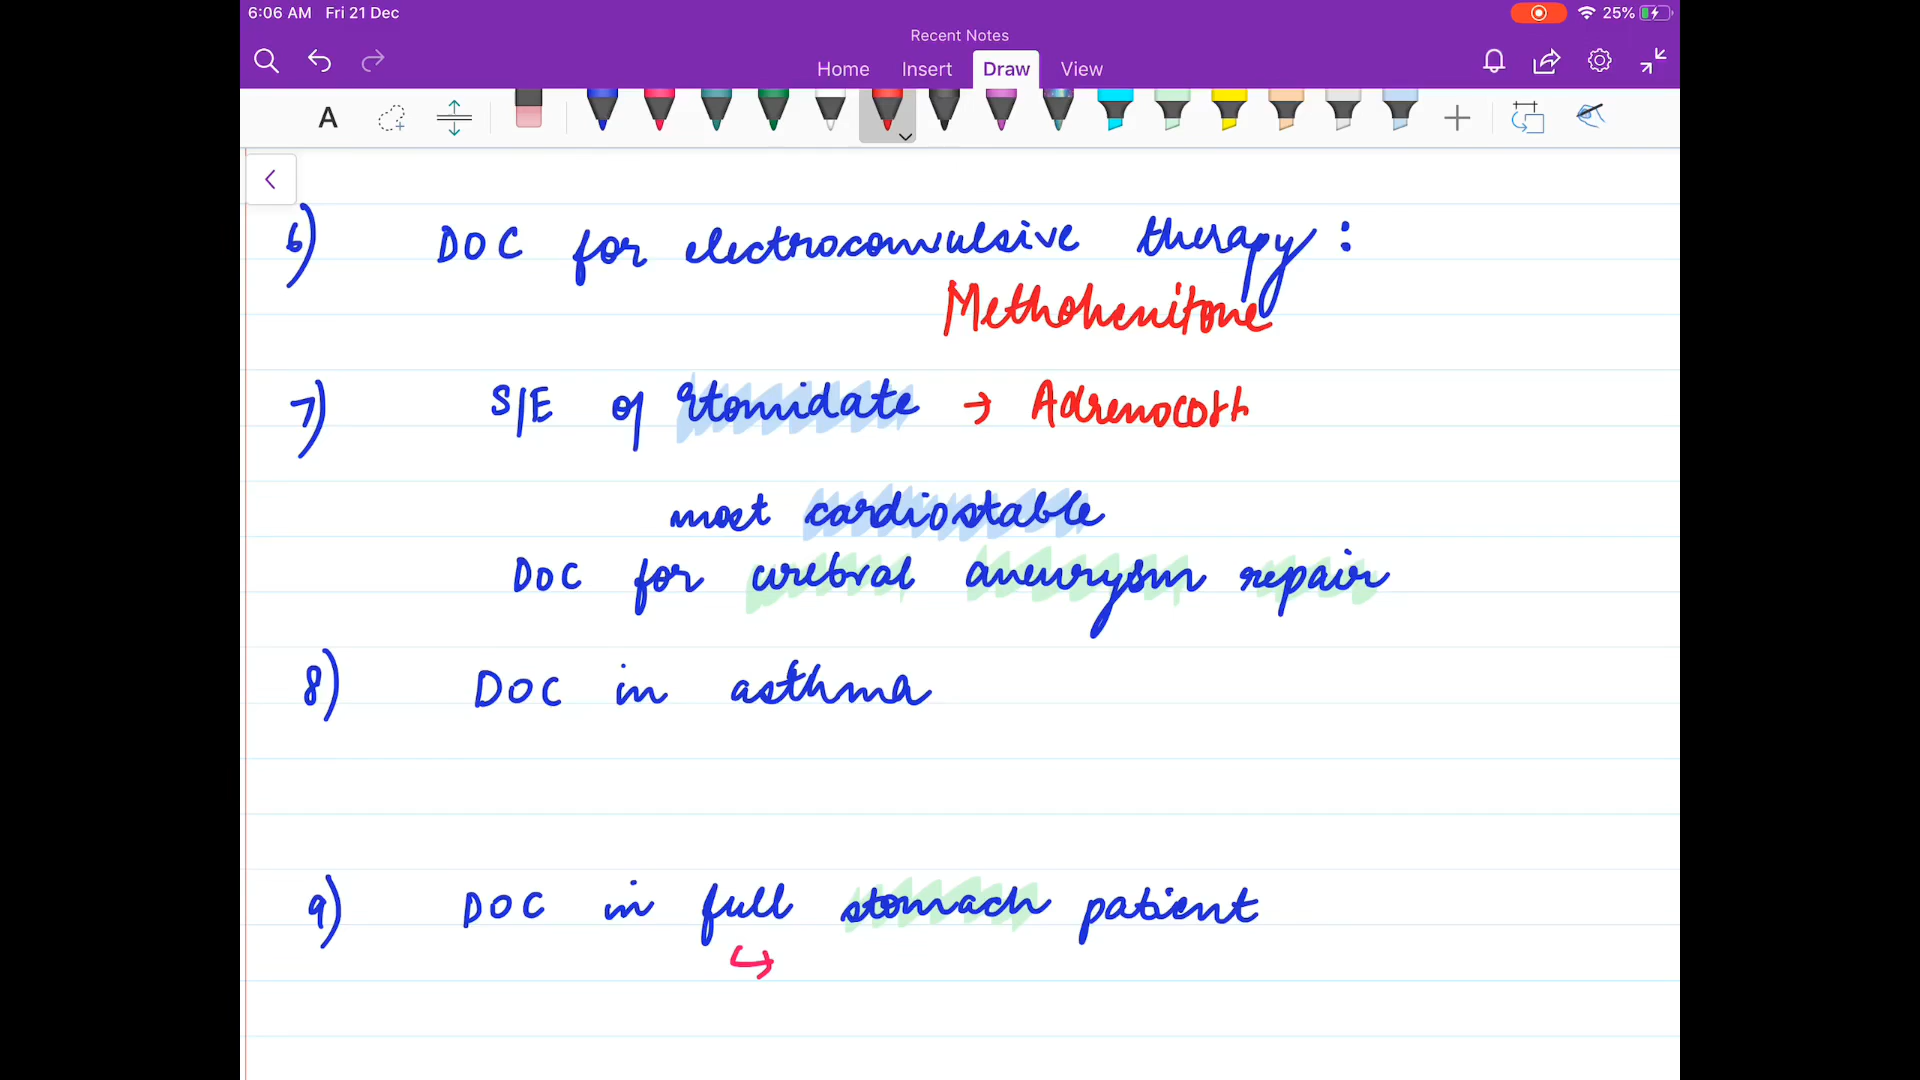 6:06 AM Fri 21 Dec
25%
Recent Notes
Home Insert Draw View
A
6) DOC for electroconvulsive therapy :
Methohenitone
7) S/E of Etomidate → Adrenocort
most cardiostable
DOC for cerebral aneurysm repair
8) DOC in asthma
9) DOC in full stomach patient
↪